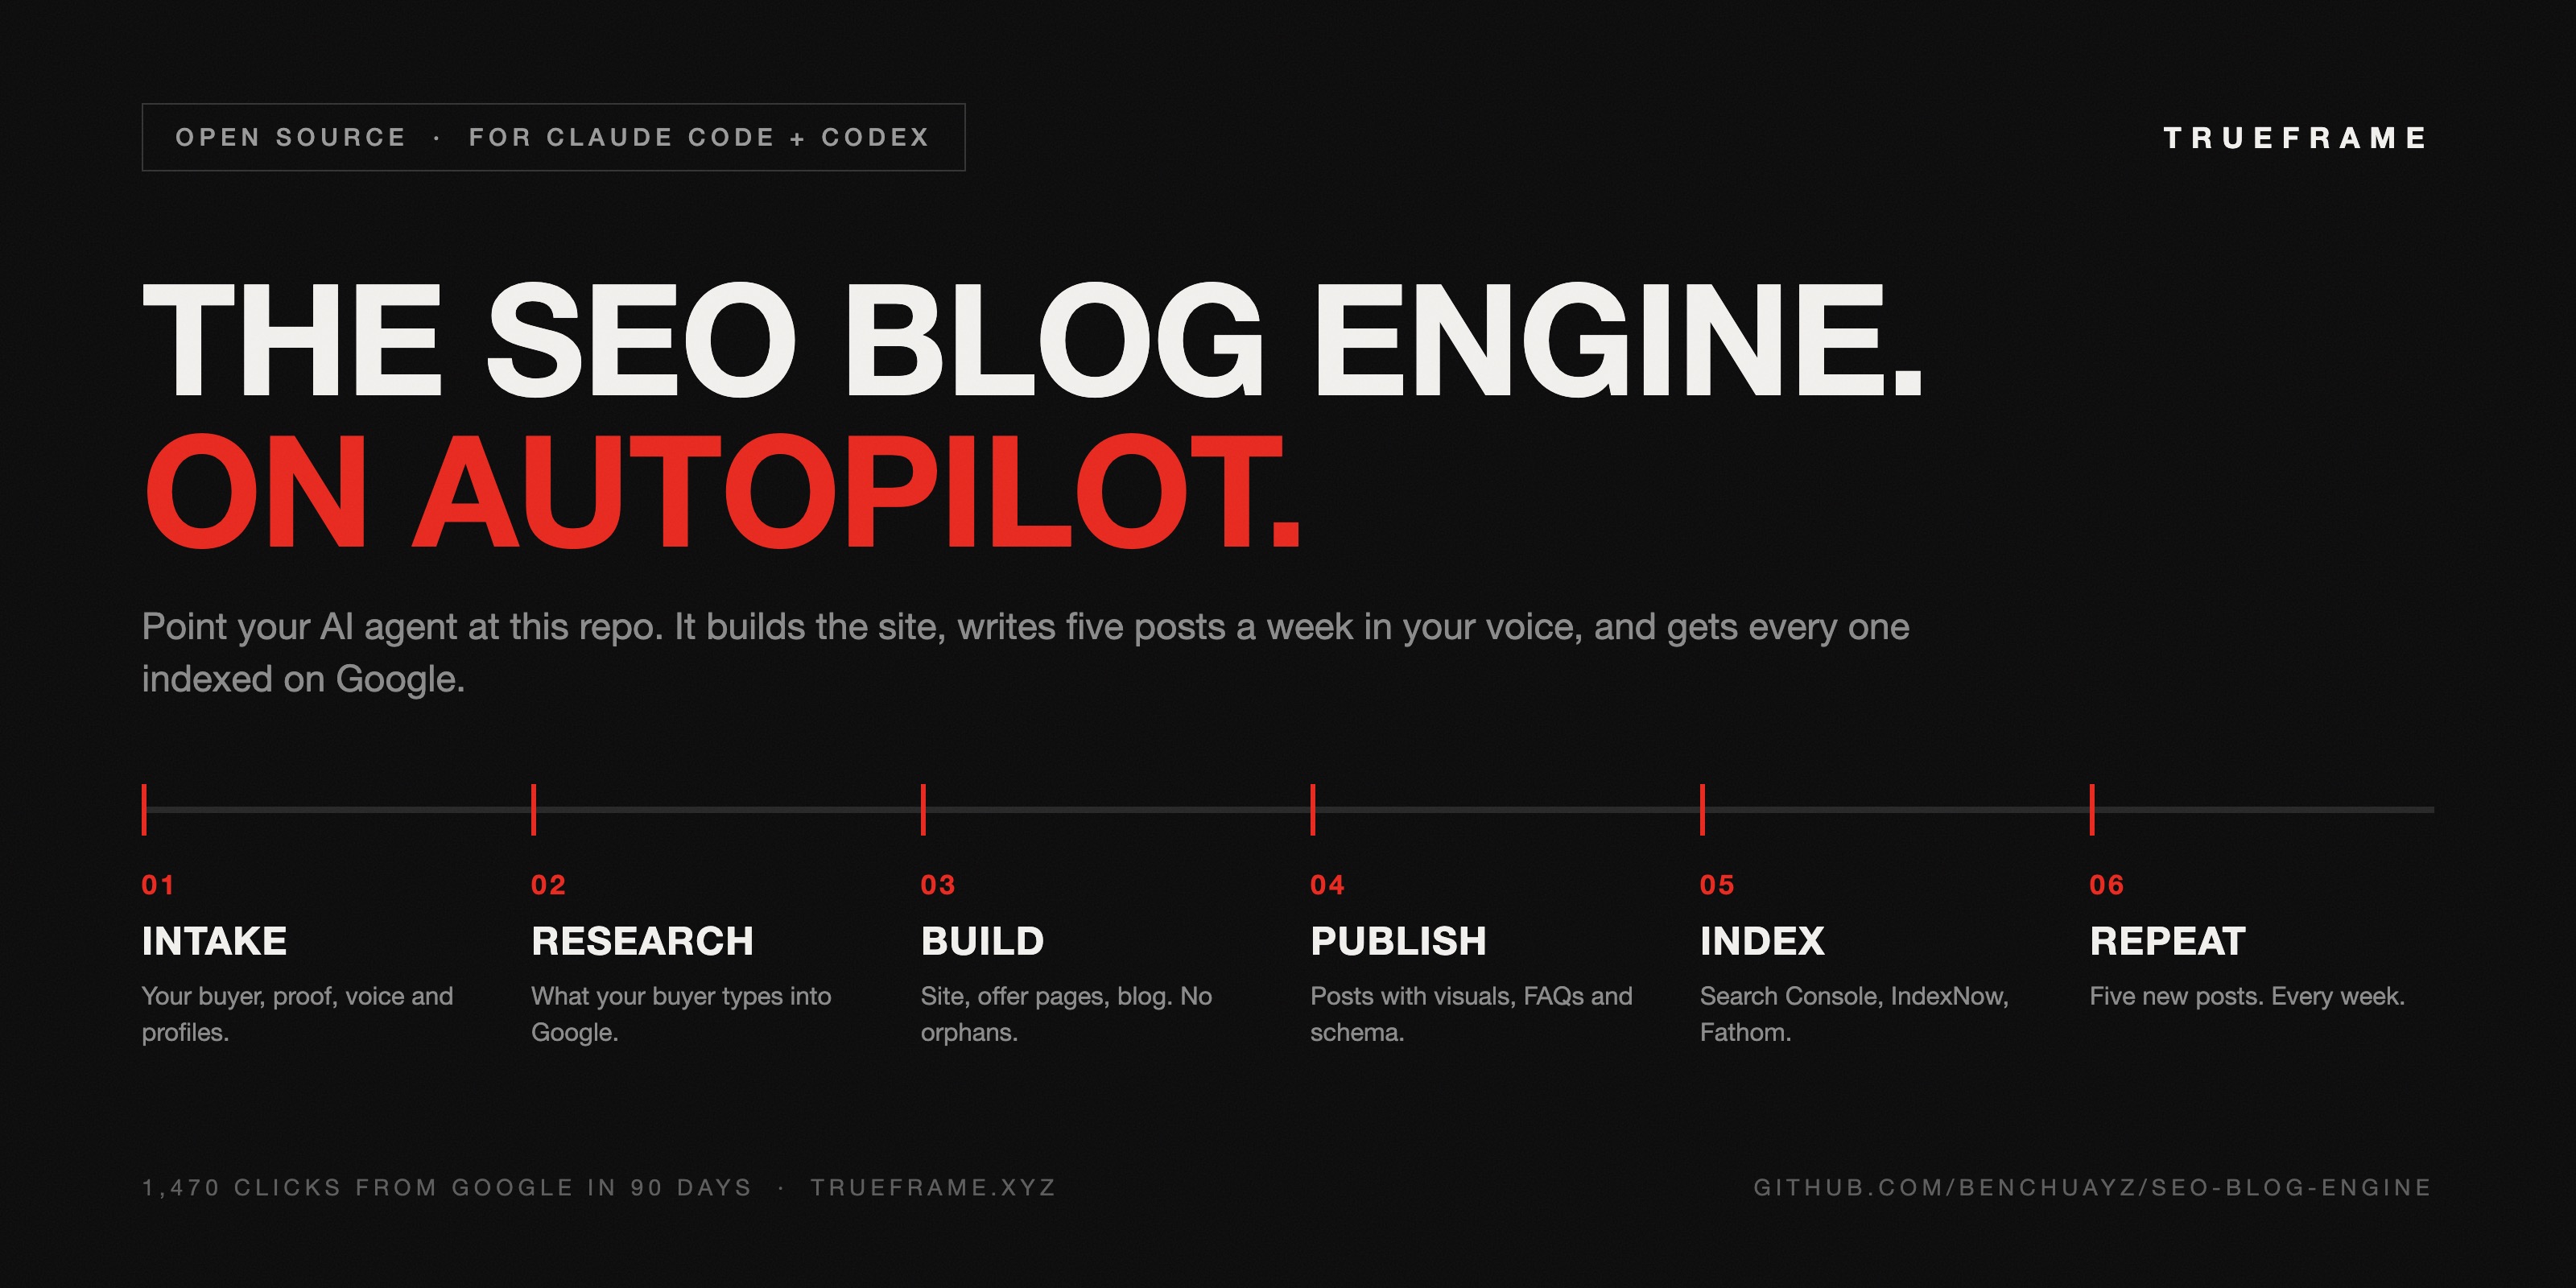 OPEN SOURCE · FOR CLAUDE CODE + CODEX
TRUEFRAME
THE SEO BLOG ENGINE.
ON AUTOPILOT.
Point your AI agent at this repo. It builds the site, writes five posts a week in your voice, and gets every one
indexed on Google.
01
INTAKE
Your buyer, proof, voice and
profiles.
02
RESEARCH
What your buyer types into
Google.
03
BUILD
Site, offer pages, blog. No
orphans.
04
PUBLISH
Posts with visuals, FAQs and
schema.
05
INDEX
Search Console, IndexNow,
Fathom.
06
REPEAT
Five new posts. Every week.
1,470 CLICKS FROM GOOGLE IN 90 DAYS · TRUEFRAME.XYZ
GITHUB.COM/BENCHUAYZ/SEO-BLOG-ENGINE